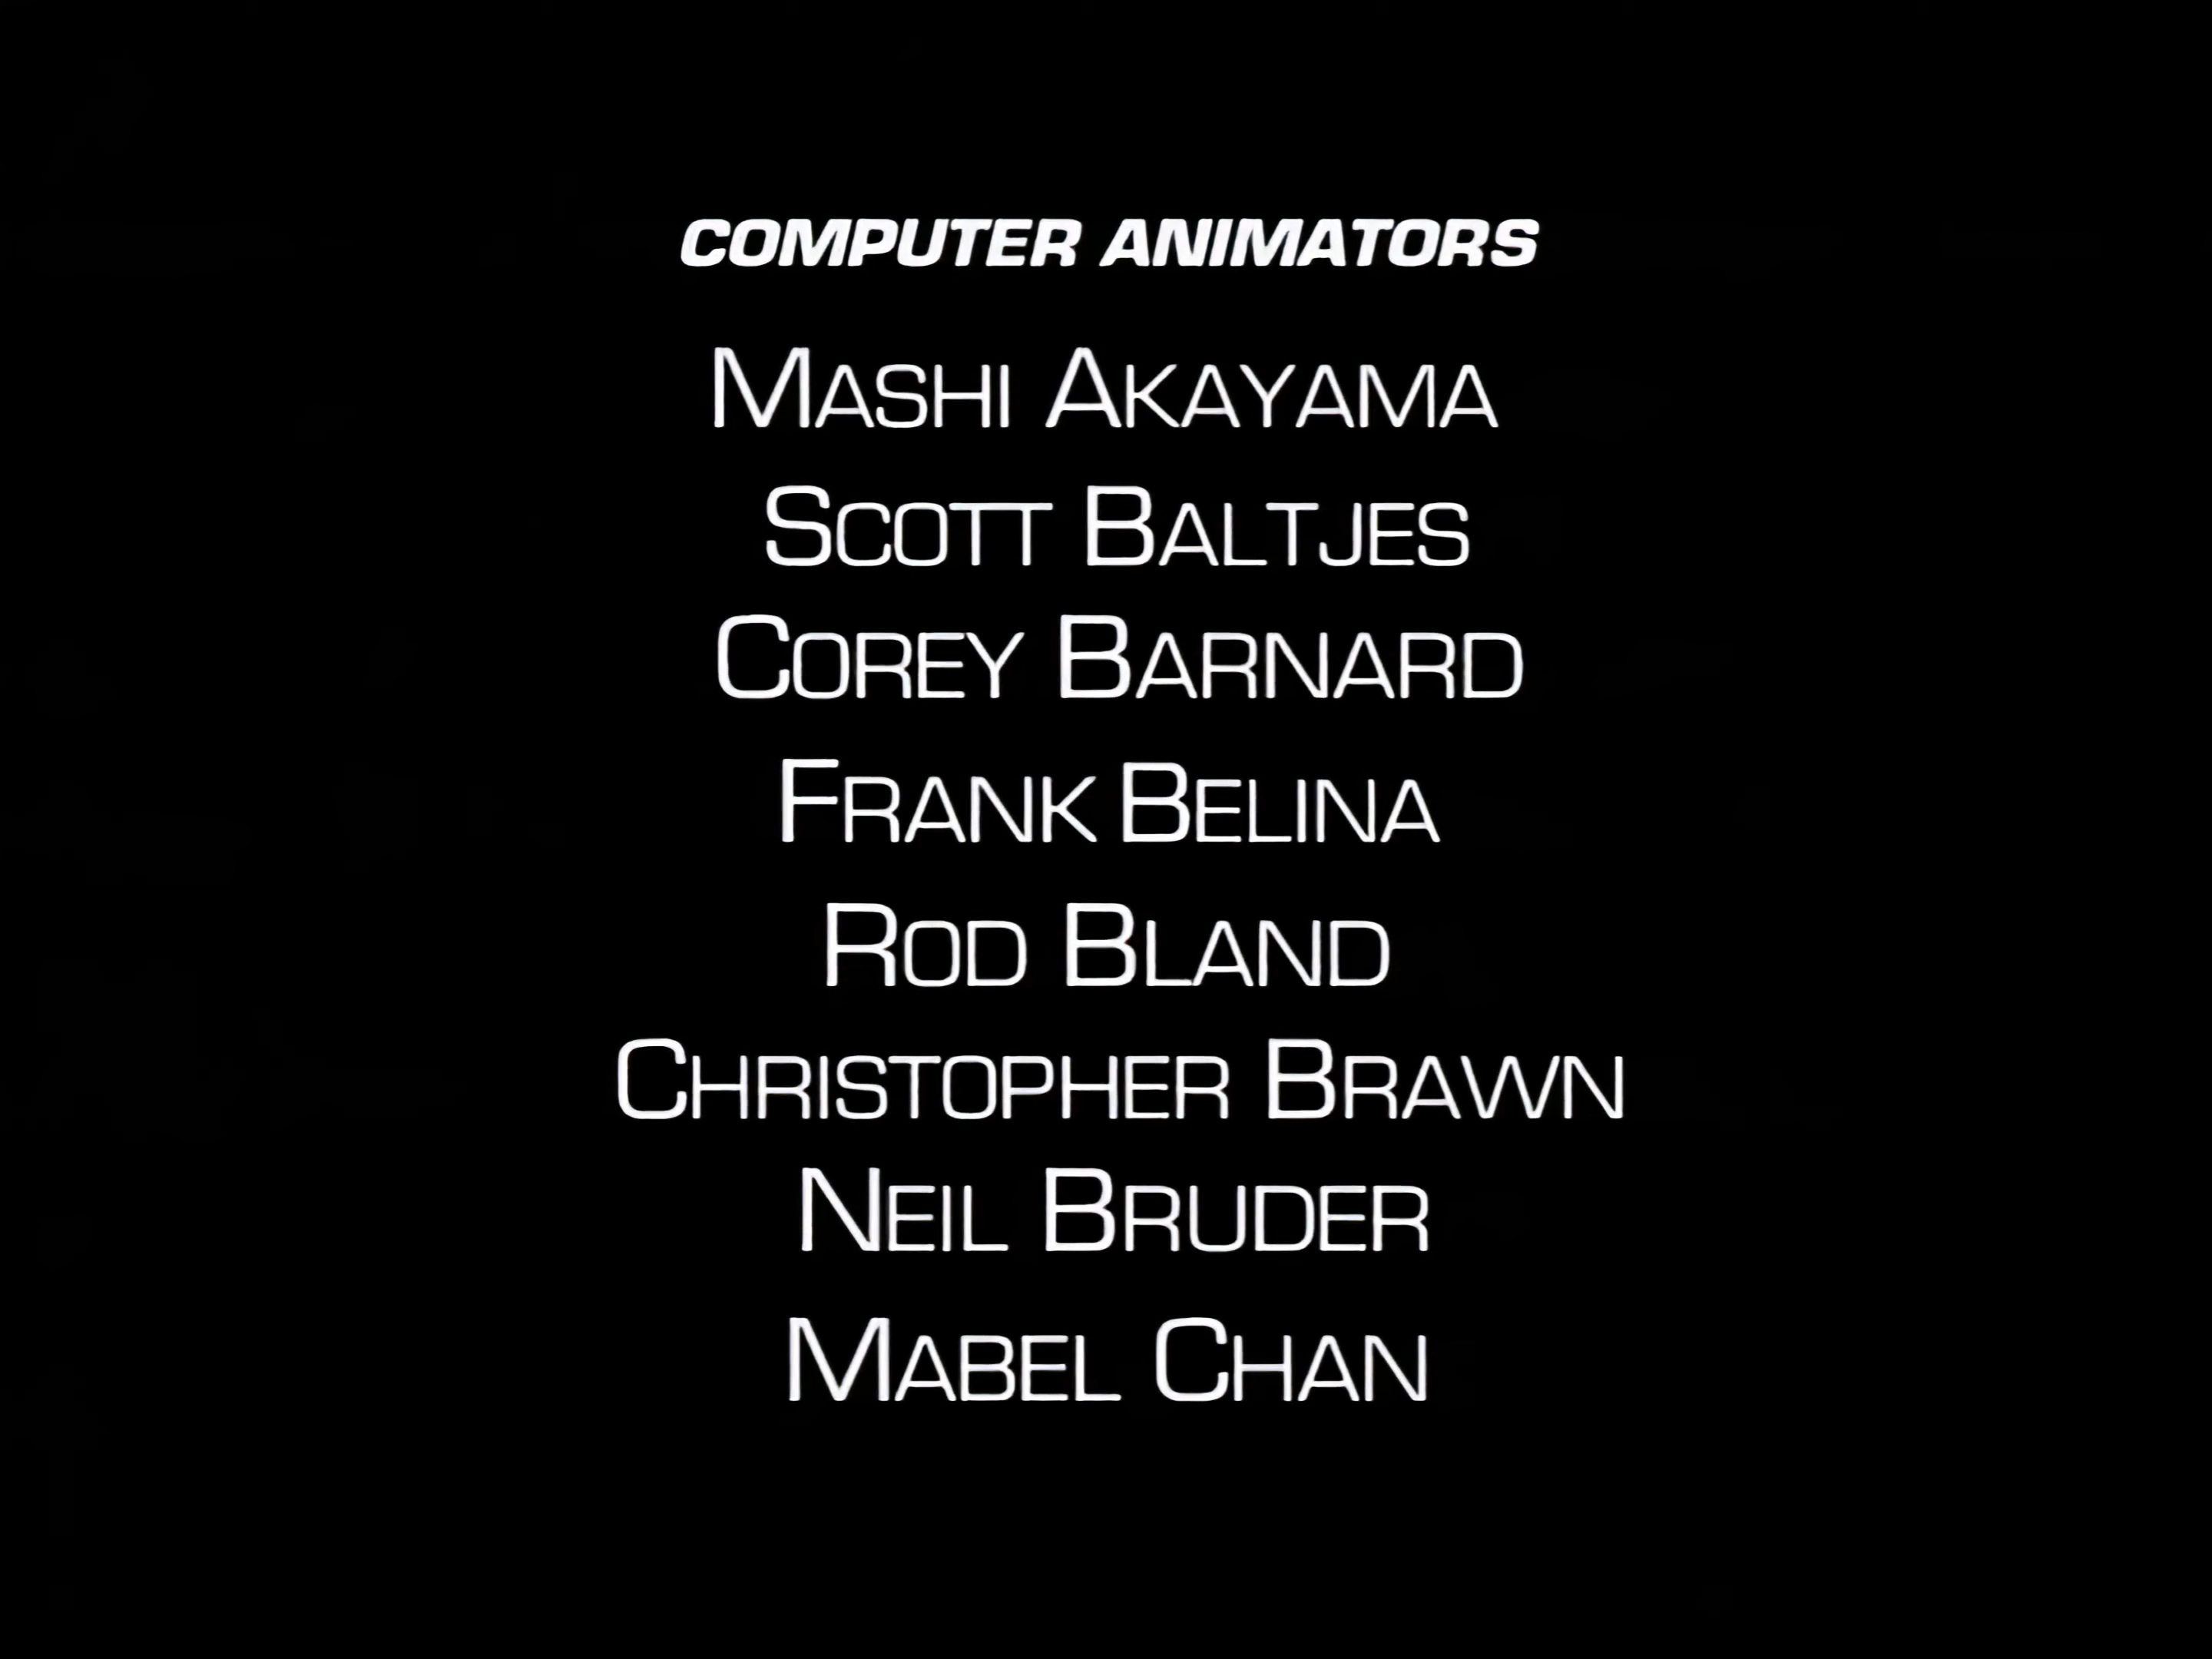 COMPUTER ANIMATORS
MASHI AKAYAMA
SCOTT BALTJES
COREY BARNARD
FRANK BELINA
ROD BLAND
CHRISTOPHER BRAWN
NEIL BRUDER
MABEL CHAN